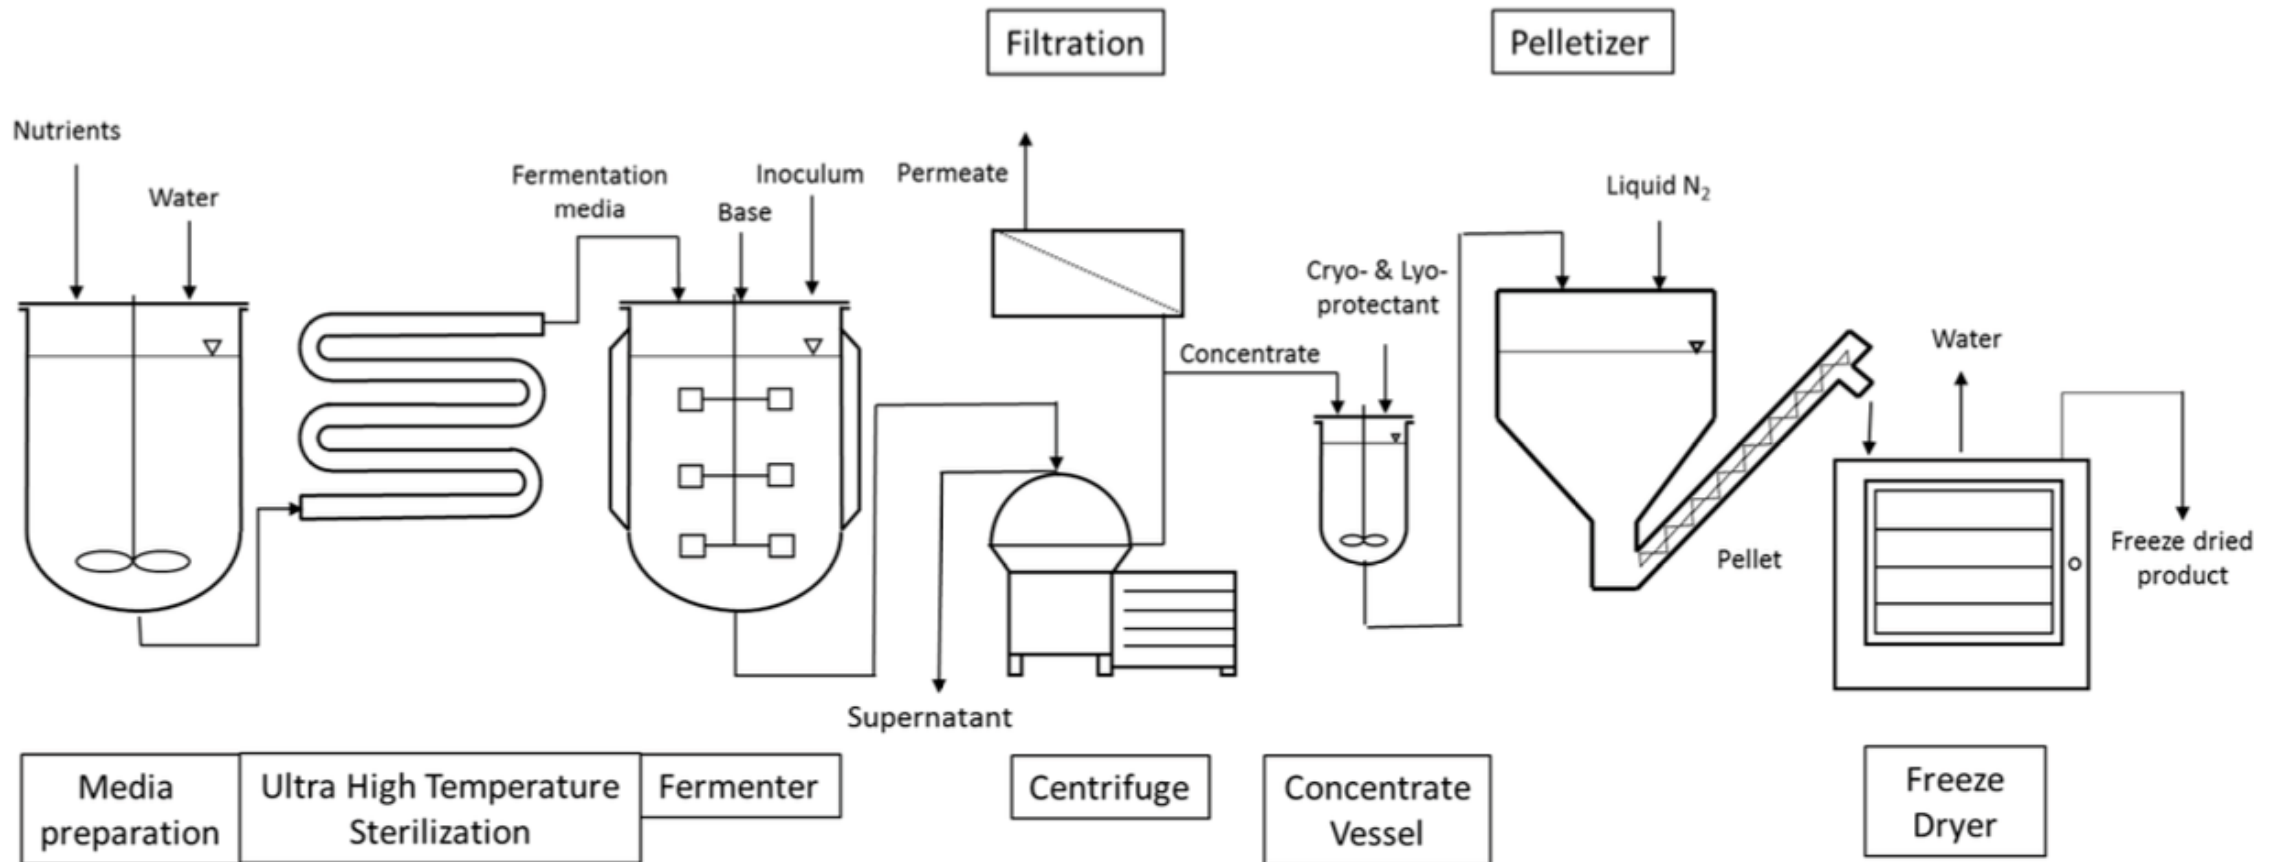 Filtration
Pelletizer
Nutrients
Water
Fermentation
media
Base
Inoculum
Permeate
Liquid N₂
Cryo- & Lyo-
protectant
Concentrate
Water
Pellet
Freeze dried
product
Supernatant
Media
preparation
Ultra High Temperature
Sterilization
Fermenter
Centrifuge
Concentrate
Vessel
Freeze
Dryer